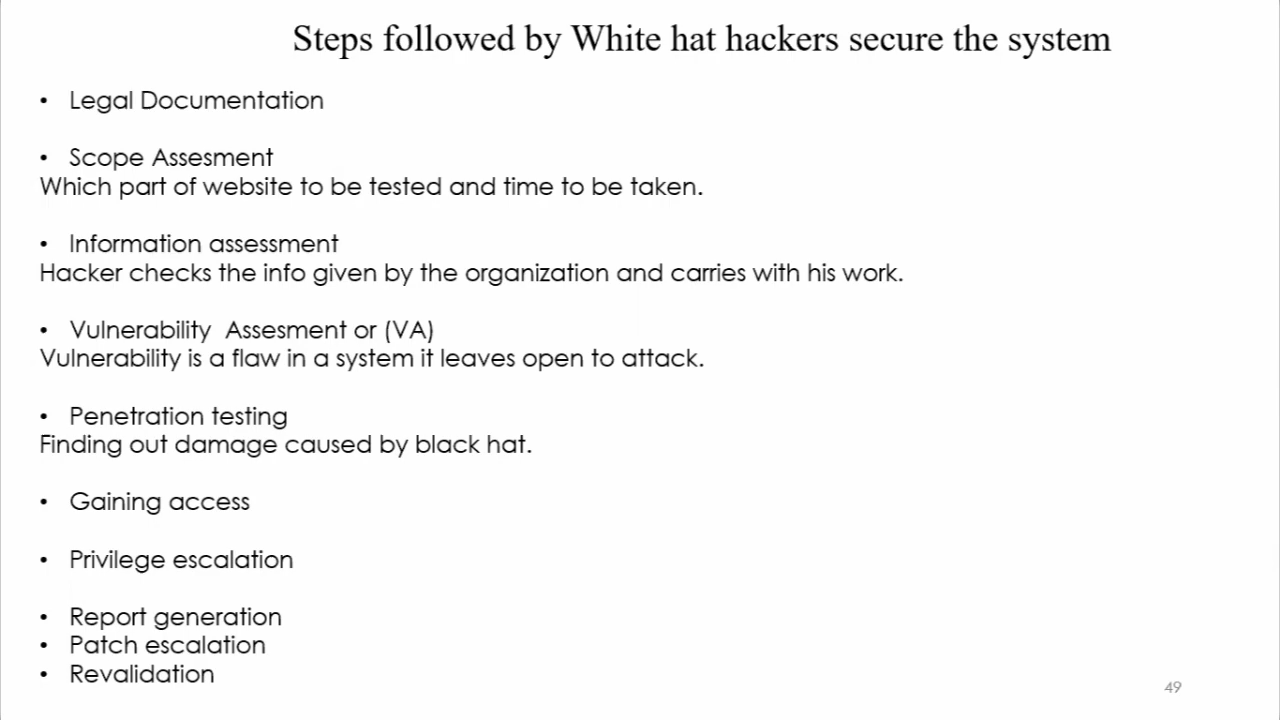 Steps followed by White hat hackers secure the system
• Legal Documentation
• Scope Assesment
Which part of website to be tested and time to be taken.
• Information assessment
Hacker checks the info given by the organization and carries with his work.
• Vulnerability  Assesment or (VA)
Vulnerability is a flaw in a system it leaves open to attack.
• Penetration testing
Finding out damage caused by black hat.
• Gaining access
• Privilege escalation
• Report generation
• Patch escalation
• Revalidation
49